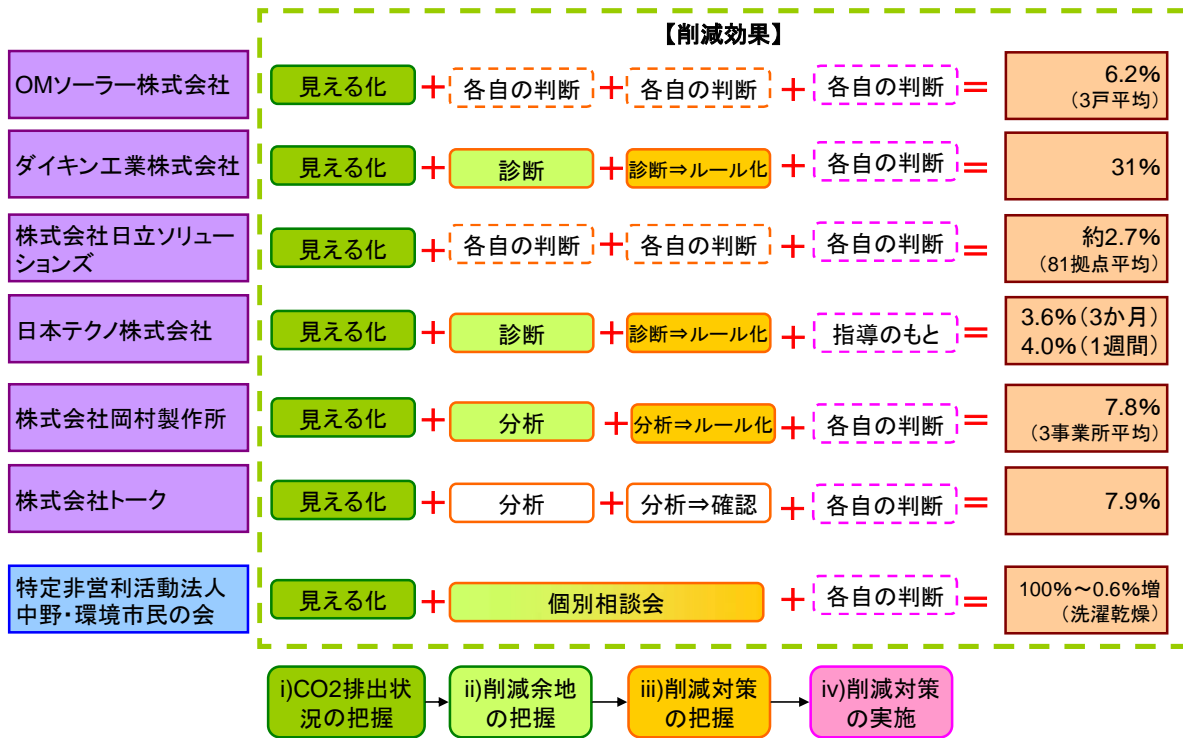 【削減効果】
OMソーラー株式会社
見える化 + 各自の判断 + 各自の判断 + 各自の判断 = 6.2%
(3戸平均)
ダイキン工業株式会社
見える化 + 診断 + 診断⇒ルール化 + 各自の判断 = 31%
株式会社日立ソリュー
ションズ
見える化 + 各自の判断 + 各自の判断 + 各自の判断 = 約2.7%
(81拠点平均)
日本テクノ株式会社
見える化 + 診断 + 診断⇒ルール化 + 指導のもと = 3.6%(3か月)
4.0%(1週間)
株式会社岡村製作所
見える化 + 分析 + 分析⇒ルール化 + 各自の判断 = 7.8%
(3事業所平均)
株式会社トーク
見える化 + 分析 + 分析⇒確認 + 各自の判断 = 7.9%
特定非営利活動法人
中野・環境市民の会
見える化 + 個別相談会 + 各自の判断 = 100%~0.6%増
(洗濯乾燥)
i)CO2排出状
況の把握
ii)削減余地
の把握
iii)削減対策
の把握
iv)削減対策
の実施